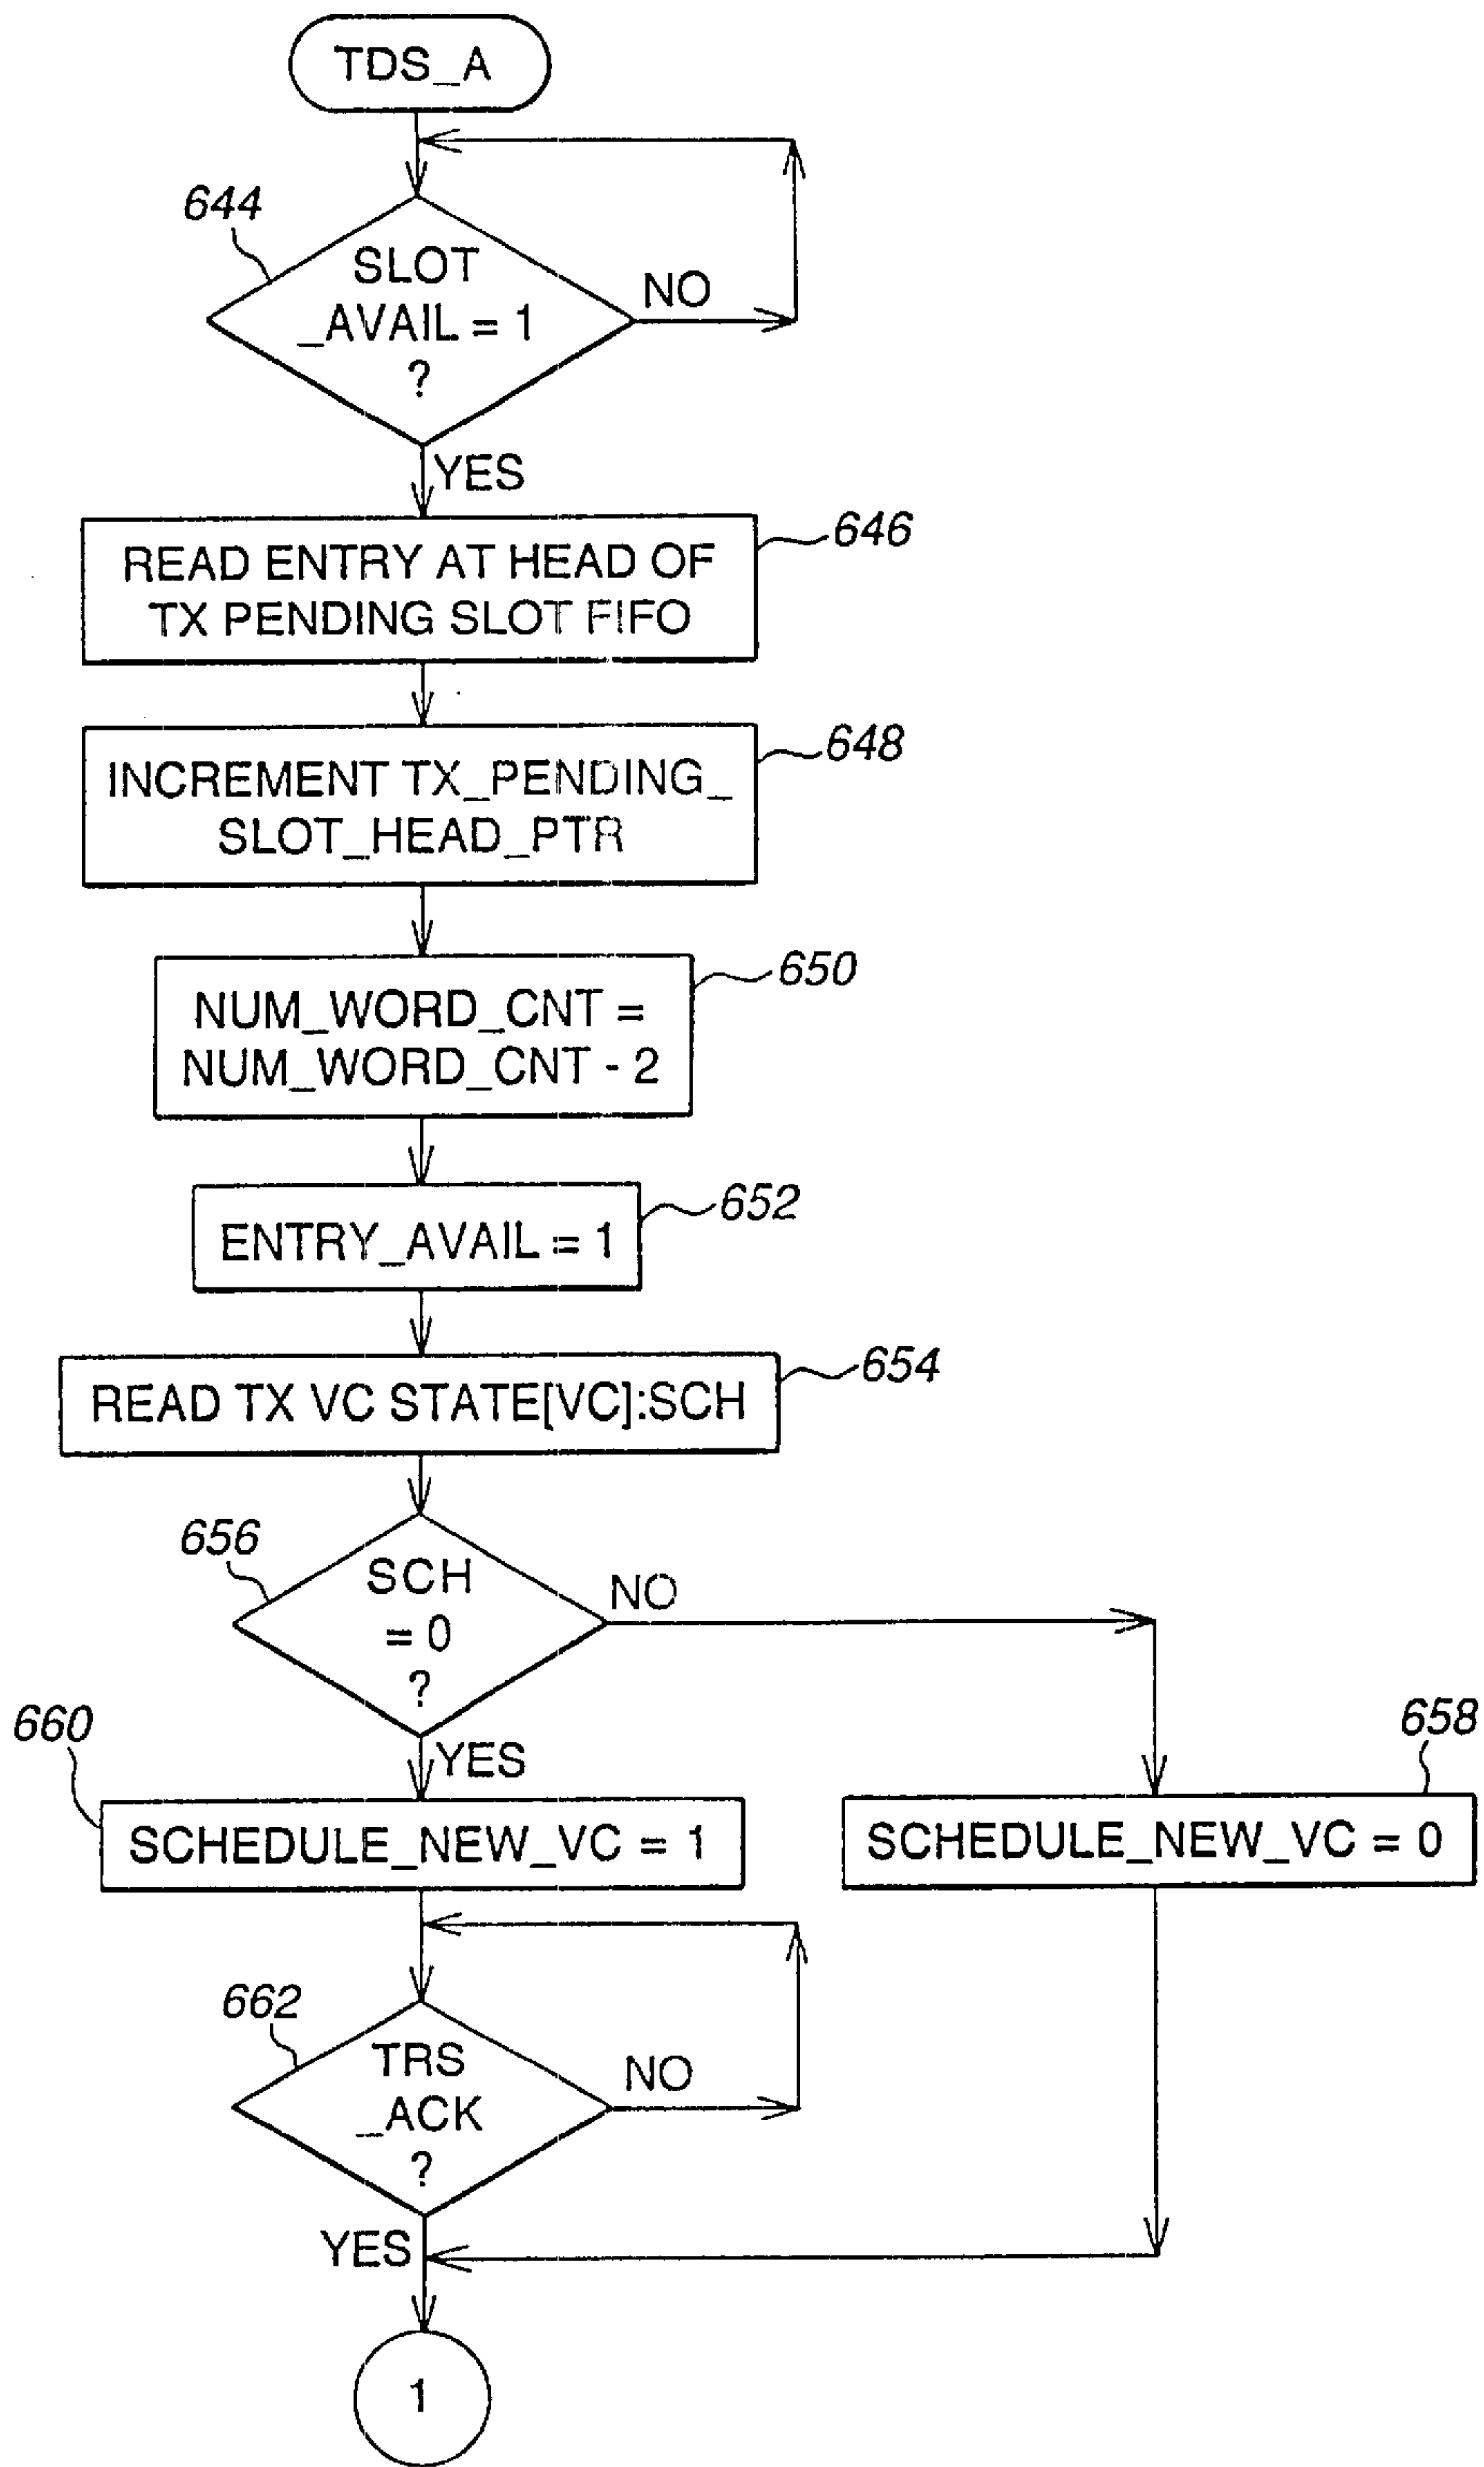 TDS_A
644
SLOT
_AVAIL = 1
?
NO
YES
646
READ ENTRY AT HEAD OF
TX PENDING SLOT FIFO
648
INCREMENT TX_PENDING_
SLOT_HEAD_PTR
650
NUM_WORD_CNT =
NUM_WORD_CNT - 2
652
ENTRY_AVAIL = 1
654
READ TX VC STATE[VC]:SCH
656
SCH
= 0
?
NO
YES
660
SCHEDULE_NEW_VC = 1
658
SCHEDULE_NEW_VC = 0
662
TRS
_ACK
?
NO
YES
1